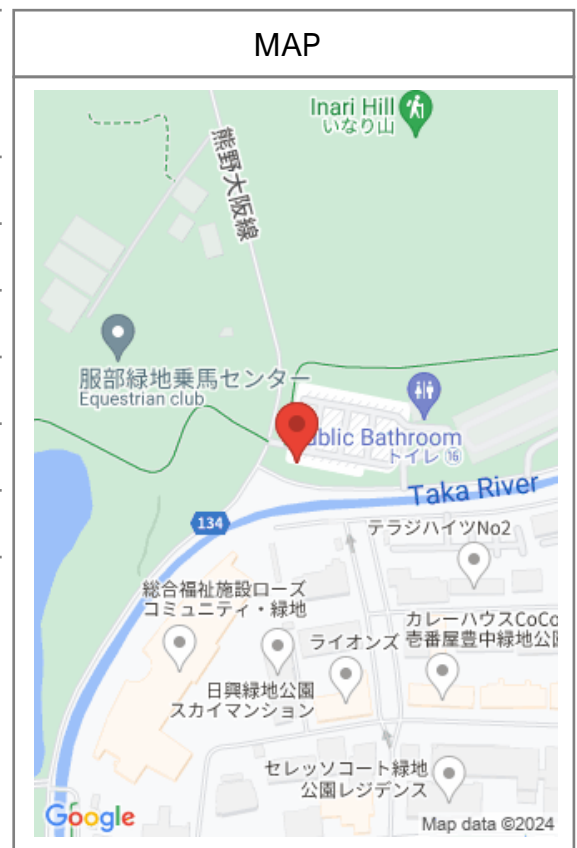 MAP
Inari Hill
いなり山
熊野大阪線
服部緑地乗馬センター
Equestrian club
ublic Bathroom
トイレ⑯
Taka River
134
テラジハイツNo2
総合福祉施設ローズ
コミュニティ・緑地
カレーハウスCoCo
壱番屋豊中緑地公
ライオンズ
日興緑地公園
スカイマンション
セレッソコート緑地
公園レジデンス
Google
Map data ©2024